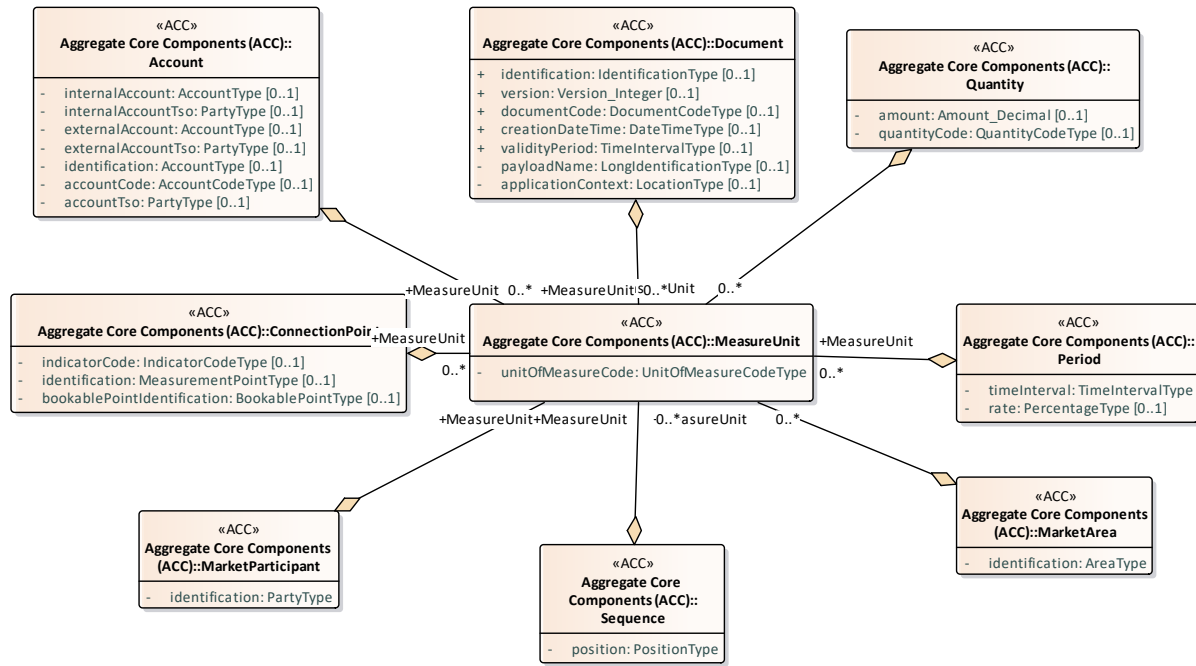 «ACC»
Aggregate Core Components (ACC)::
Account
- internalAccount: AccountType [0..1]
- internalAccountTso: PartyType [0..1]
- externalAccount: AccountType [0..1]
- externalAccountTso: PartyType [0..1]
- identification: AccountType [0..1]
- accountCode: AccountCodeType [0..1]
- accountTso: PartyType [0..1]
«ACC»
Aggregate Core Components (ACC)::Document
+ identification: IdentificationType [0..1]
+ version: Version_Integer [0..1]
+ documentCode: DocumentCodeType [0..1]
+ creationDateTime: DateTimeType [0..1]
+ validityPeriod: TimeIntervalType [0..1]
- payloadName: LongIdentificationType [0..1]
- applicationContext: LocationType [0..1]
«ACC»
Aggregate Core Components (ACC)::
Quantity
- amount: Amount_Decimal [0..1]
- quantityCode: QuantityCodeType [0..1]
+MeasureUnit 0..* +MeasureUnit 0..* Unit 0..*
«ACC»
Aggregate Core Components (ACC)::ConnectionPoint
- indicatorCode: IndicatorCodeType [0..1]
- identification: MeasurementPointType [0..1]
- bookablePointIdentification: BookablePointType [0..1]
+MeasureUnit
0..*
«ACC»
Aggregate Core Components (ACC)::MeasureUnit
- unitOfMeasureCode: UnitOfMeasureCodeType
+MeasureUnit
0..*
«ACC»
Aggregate Core Components (ACC)::
Period
- timeInterval: TimeIntervalType
- rate: PercentageType [0..1]
+MeasureUnit +MeasureUnit 0..* asureUnit 0..*
«ACC»
Aggregate Core Components
(ACC)::MarketParticipant
- identification: PartyType
«ACC»
Aggregate Core
Components (ACC)::
Sequence
- position: PositionType
«ACC»
Aggregate Core Components
(ACC)::MarketArea
- identification: AreaType